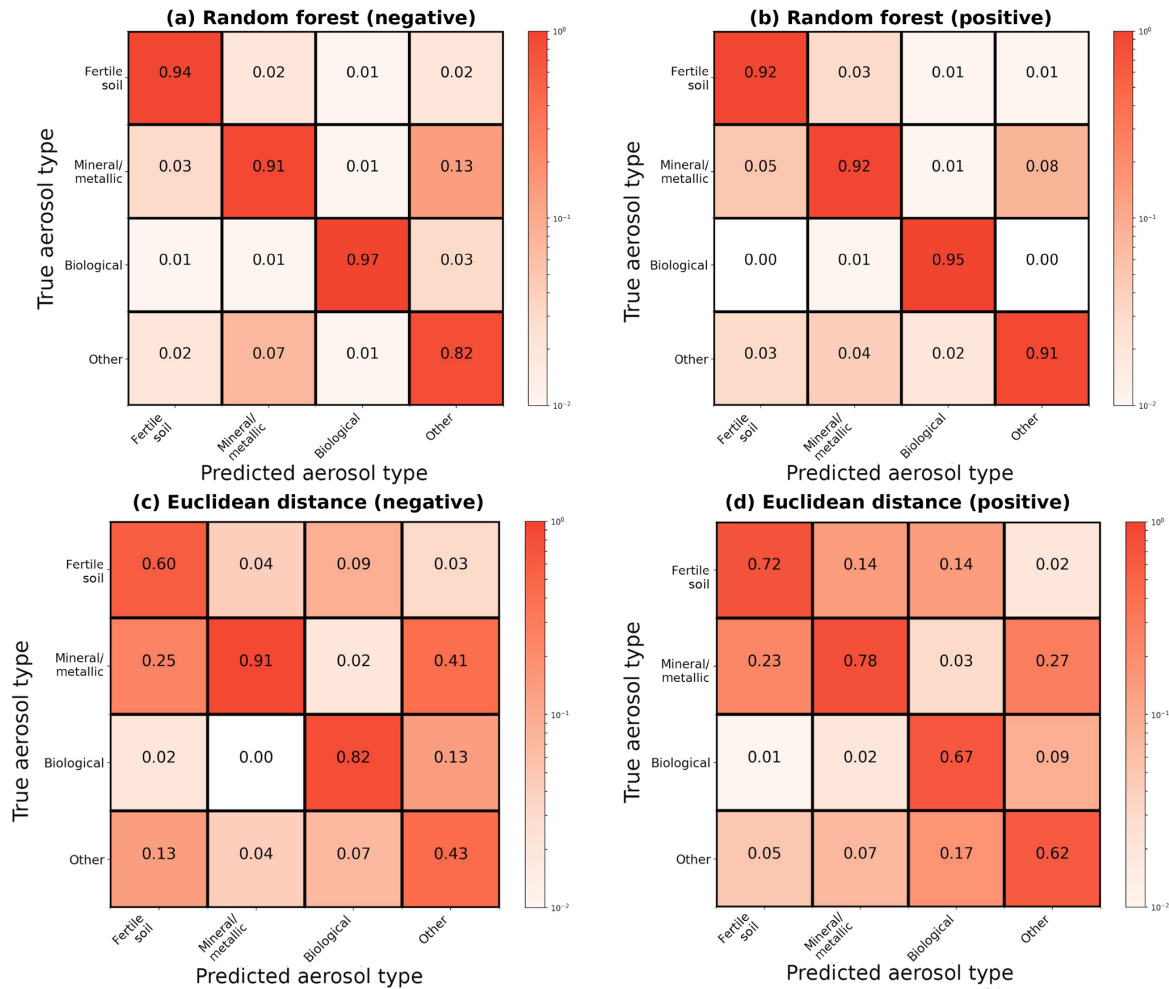 (a) Random forest (negative)
True aerosol type
Fertile
soil
0.94 0.02 0.01 0.02
Mineral/
metallic
0.03 0.91 0.01 0.13
Biological
0.01 0.01 0.97 0.03
Other
0.02 0.07 0.01 0.82
Fertile
soil
Mineral/
metallic
Biological
Other
Predicted aerosol type
10⁰
10⁻¹
10⁻²
(b) Random forest (positive)
True aerosol type
Fertile
soil
0.92 0.03 0.01 0.01
Mineral/
metallic
0.05 0.92 0.01 0.08
Biological
0.00 0.01 0.95 0.00
Other
0.03 0.04 0.02 0.91
Fertile
soil
Mineral/
metallic
Biological
Other
Predicted aerosol type
10⁰
10⁻¹
10⁻²
(c) Euclidean distance (negative)
True aerosol type
Fertile
soil
0.60 0.04 0.09 0.03
Mineral/
metallic
0.25 0.91 0.02 0.41
Biological
0.02 0.00 0.82 0.13
Other
0.13 0.04 0.07 0.43
Fertile
soil
Mineral/
metallic
Biological
Other
Predicted aerosol type
10⁰
10⁻¹
10⁻²
(d) Euclidean distance (positive)
True aerosol type
Fertile
soil
0.72 0.14 0.14 0.02
Mineral/
metallic
0.23 0.78 0.03 0.27
Biological
0.01 0.02 0.67 0.09
Other
0.05 0.07 0.17 0.62
Fertile
soil
Mineral/
metallic
Biological
Other
Predicted aerosol type
10⁰
10⁻¹
10⁻²